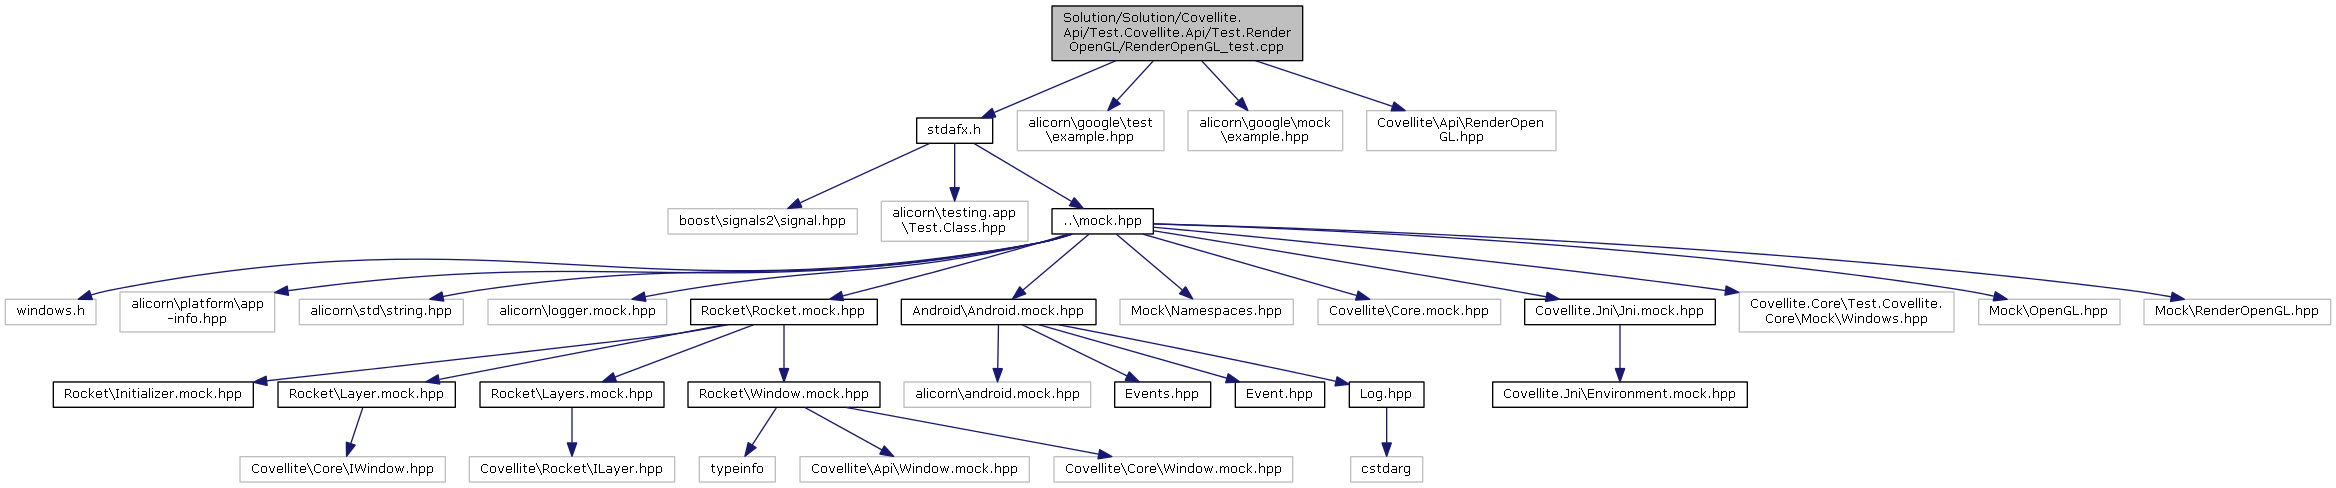 Solution/Solution/Covellite.
Api/Test.Covellite.Api/Test.Render
OpenGL/RenderOpenGL_test.cpp
stdafx.h
alicorn\google\test
\example.hpp
alicorn\google\mock
\example.hpp
Covellite\Api\RenderOpen
GL.hpp
boost\signals2\signal.hpp
alicorn\testing.app
\Test.Class.hpp
..\mock.hpp
windows.h
alicorn\platform\app
-info.hpp
alicorn\std\string.hpp
alicorn\logger.mock.hpp
Rocket\Rocket.mock.hpp
Android\Android.mock.hpp
Mock\Namespaces.hpp
Covellite\Core.mock.hpp
Covellite.Jni\Jni.mock.hpp
Covellite.Core\Test.Covellite.
Core\Mock\Windows.hpp
Mock\OpenGL.hpp
Mock\RenderOpenGL.hpp
Rocket\Initializer.mock.hpp
Rocket\Layer.mock.hpp
Rocket\Layers.mock.hpp
Rocket\Window.mock.hpp
alicorn\android.mock.hpp
Events.hpp
Event.hpp
Log.hpp
Covellite.Jni\Environment.mock.hpp
Covellite\Core\IWindow.hpp
Covellite\Rocket\ILayer.hpp
typeinfo
Covellite\Api\Window.mock.hpp
Covellite\Core\Window.mock.hpp
cstdarg